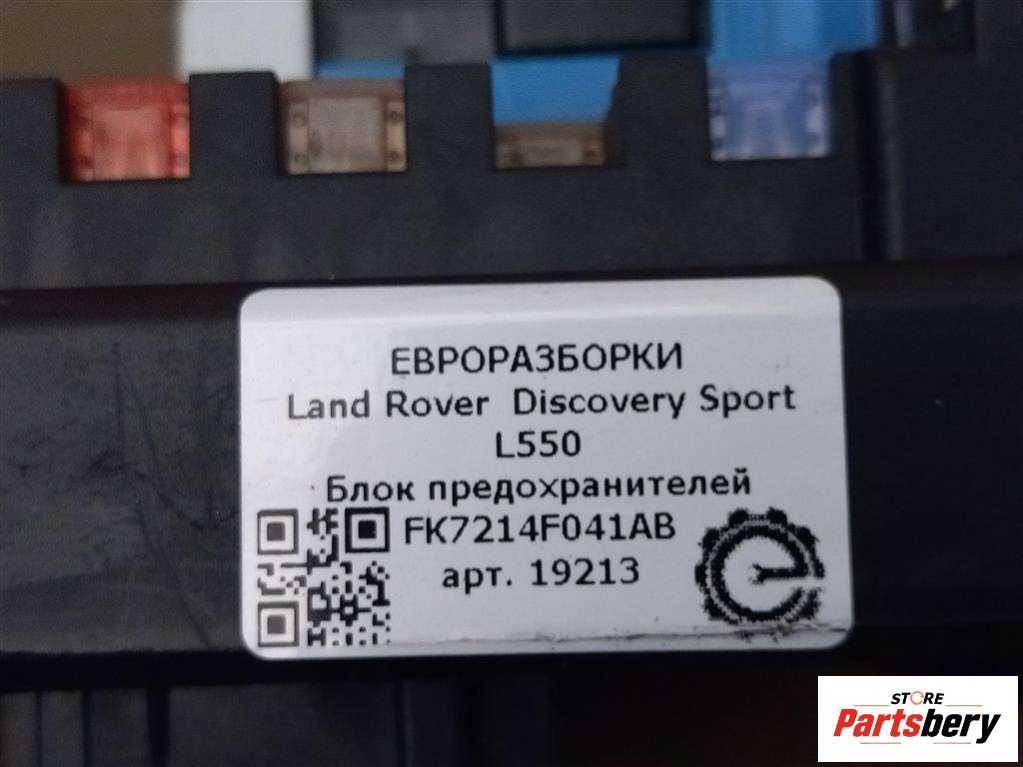 ЕВРОРАЗБОРКИ
Land Rover Discovery Sport
L550
Блок предохранителей
FK7214F041AB
арт. 19213
STORE
Partsbery